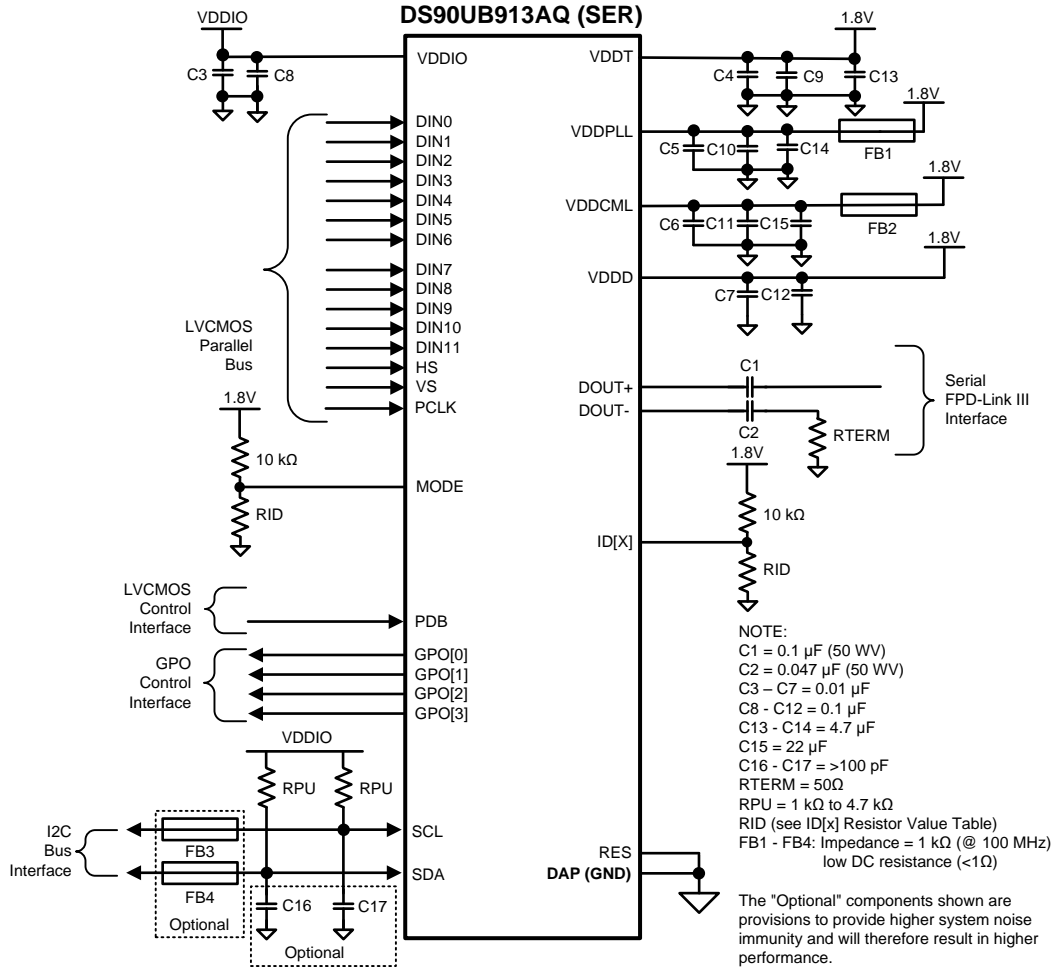 DS90UB913AQ (SER)
VDDIO
C3
C8
VDDIO
DIN0
DIN1
DIN2
DIN3
DIN4
DIN5
DIN6
DIN7
DIN8
DIN9
DIN10
DIN11
HS
VS
PCLK
LVCMOS
Parallel
Bus
1.8V
10 kΩ
MODE
RID
LVCMOS
Control
Interface
PDB
GPO[0]
GPO[1]
GPO[2]
GPO[3]
GPO
Control
Interface
VDDIO
RPU
RPU
I2C
Bus
Interface
FB3
FB4
Optional
SCL
SDA
C16
C17
Optional
VDDT
1.8V
C4
C9
C13
VDDPLL
1.8V
C5
C10
C14
FB1
VDDCML
1.8V
C6
C11
C15
FB2
VDDD
1.8V
C7
C12
DOUT+
DOUT-
C1
C2
RTERM
Serial
FPD-Link III
Interface
1.8V
10 kΩ
ID[X]
RID
RES
DAP (GND)
NOTE:
C1 = 0.1 µF (50 WV)
C2 = 0.047 µF (50 WV)
C3 – C7 = 0.01 µF
C8 - C12 = 0.1 µF
C13 - C14 = 4.7 µF
C15 = 22 µF
C16 - C17 = >100 pF
RTERM = 50Ω
RPU = 1 kΩ to 4.7 kΩ
RID (see ID[x] Resistor Value Table)
FB1 - FB4: Impedance = 1 kΩ (@ 100 MHz)
low DC resistance (<1Ω)
The "Optional" components shown are
provisions to provide higher system noise
immunity and will therefore result in higher
performance.